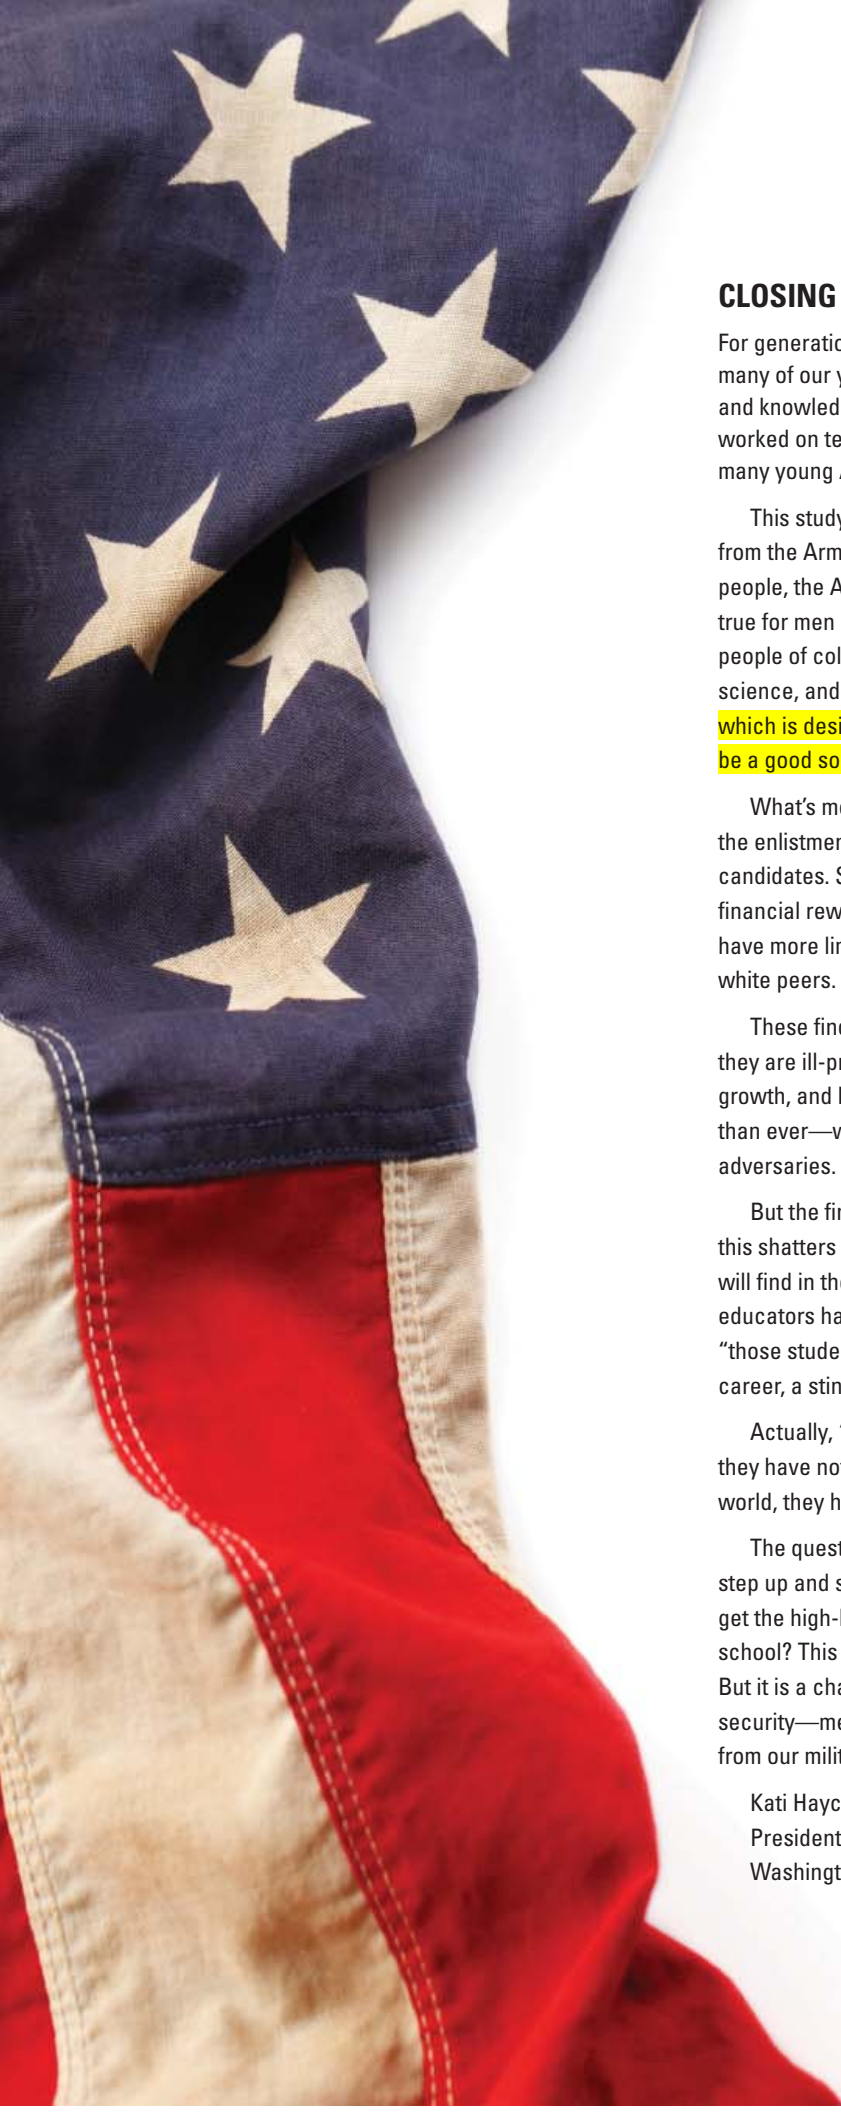 CLOSING
For generatio
many of our y
and knowled
worked on te
many young A
This study
from the Arm
people, the A
true for men
people of col
science, and
which is desi
be a good so
What's mo
the enlistmen
candidates. S
financial rew
have more lin
white peers.
These find
they are ill-pr
growth, and h
than ever—w
adversaries.
But the fin
this shatters
will find in the
educators ha
"those stude
career, a stin
Actually, "
they have not
world, they h
The quest
step up and s
get the high-l
school? This
But it is a cha
security—me
from our milit
Kati Hayc
President
Washingt